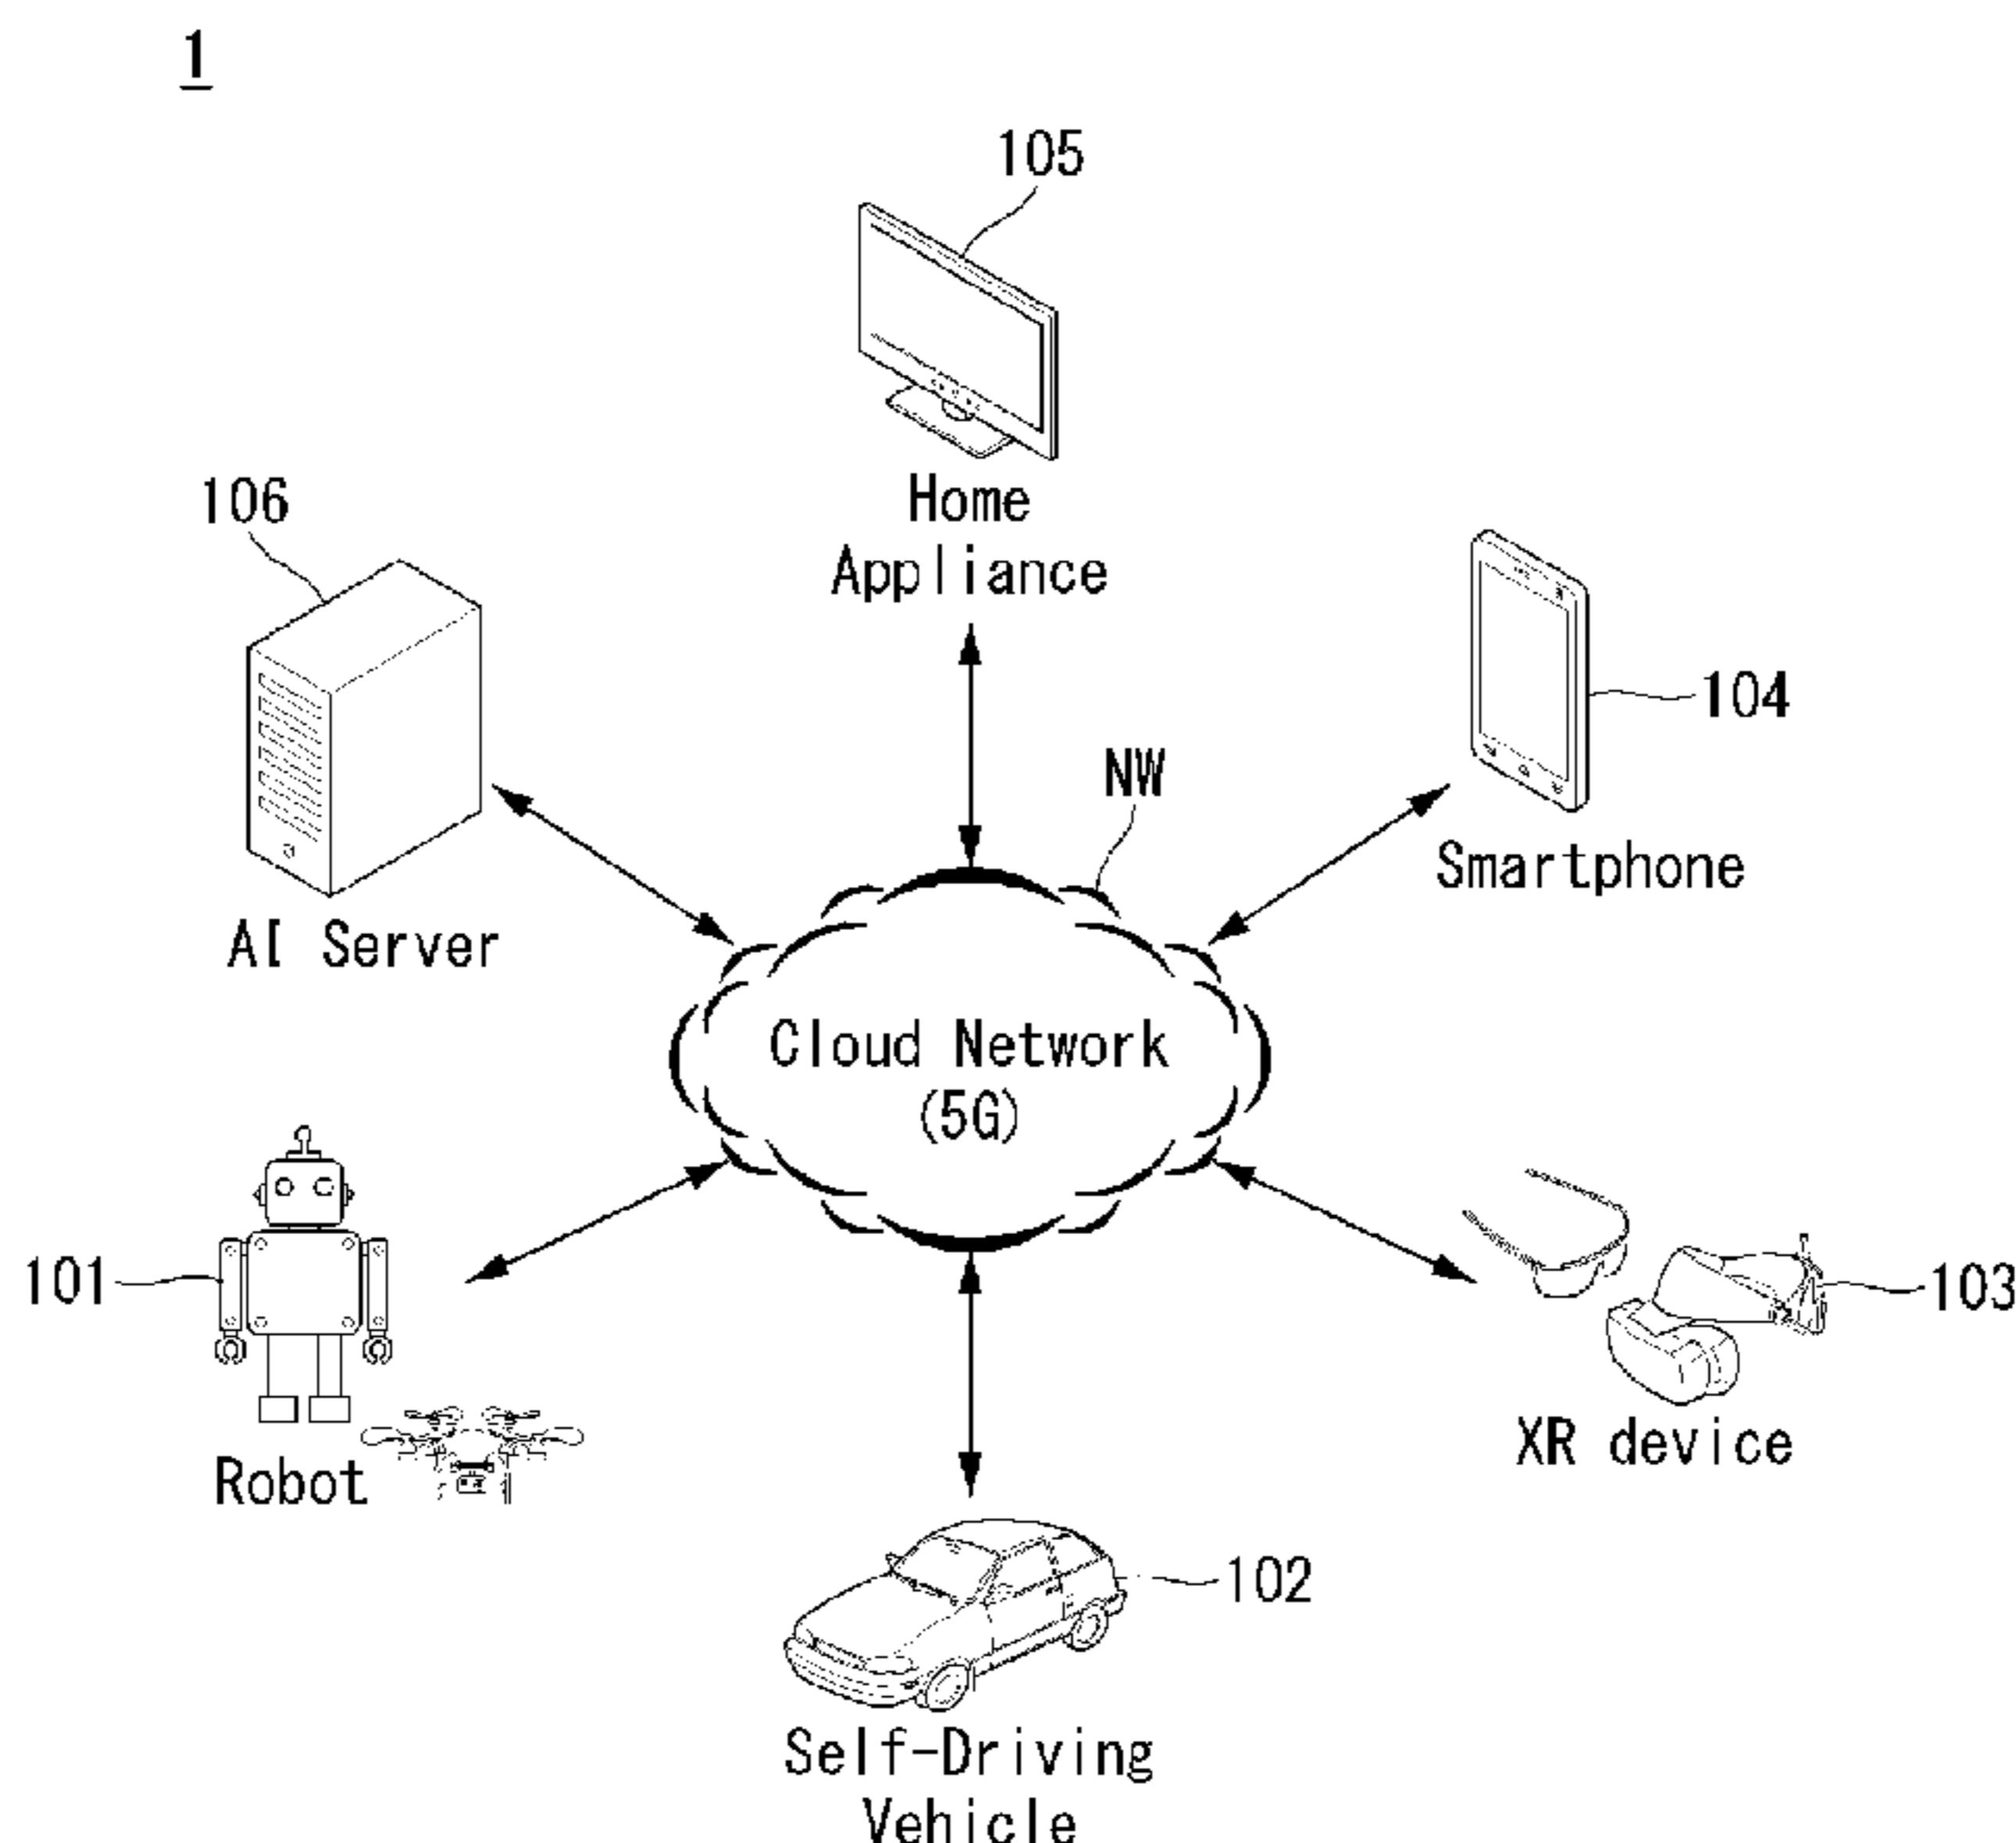 1
105
Home
Appliance
106
AI Server
104
Smartphone
NW
Cloud Network
(5G)
101
Robot
103
XR device
102
Self-Driving
Vehicle